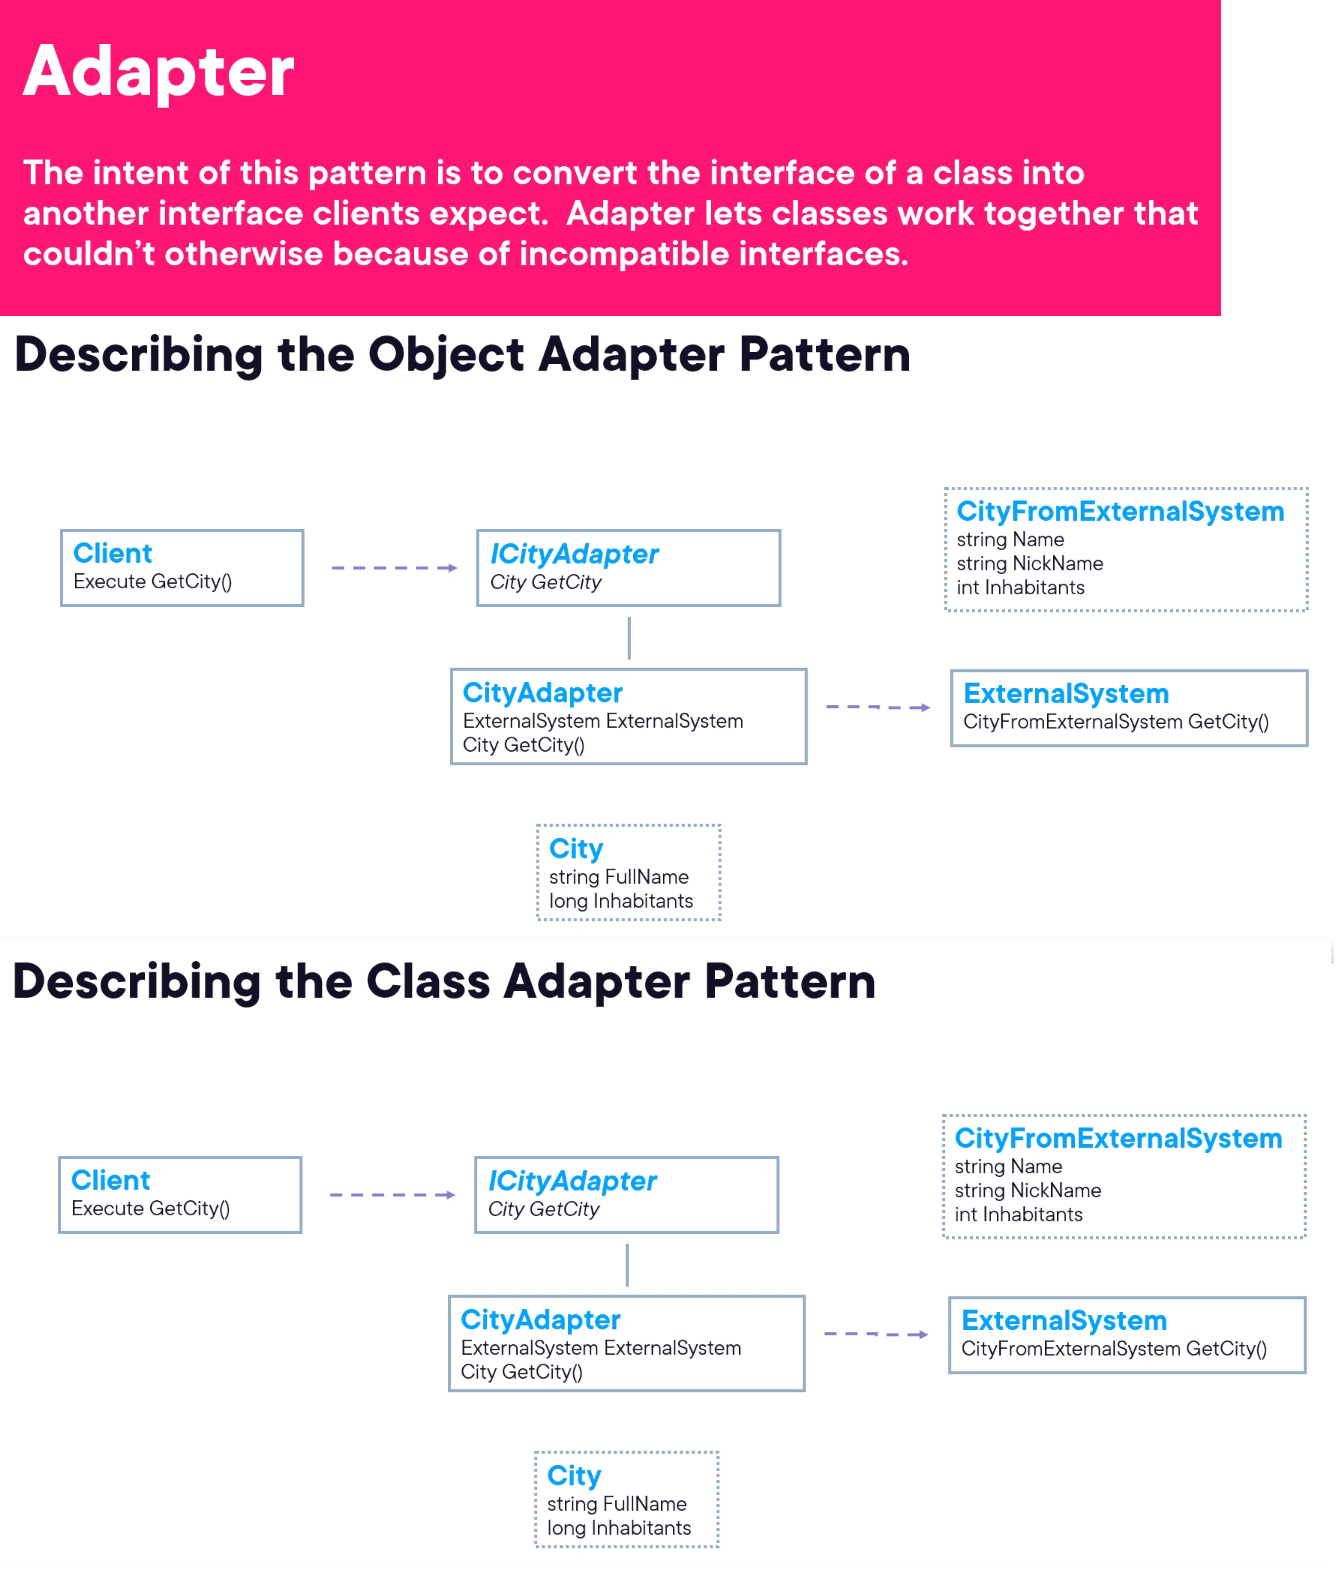 Adapter
The intent of this pattern is to convert the interface of a class into
another interface clients expect.  Adapter lets classes work together that
couldn't otherwise because of incompatible interfaces.
Describing the Object Adapter Pattern
Client
Execute GetCity()
ICityAdapter
City GetCity
CityFromExternalSystem
string Name
string NickName
int Inhabitants
CityAdapter
ExternalSystem ExternalSystem
City GetCity()
ExternalSystem
CityFromExternalSystem GetCity()
City
string FullName
long Inhabitants
Describing the Class Adapter Pattern
Client
Execute GetCity()
ICityAdapter
City GetCity
CityFromExternalSystem
string Name
string NickName
int Inhabitants
CityAdapter
ExternalSystem ExternalSystem
City GetCity()
ExternalSystem
CityFromExternalSystem GetCity()
City
string FullName
long Inhabitants